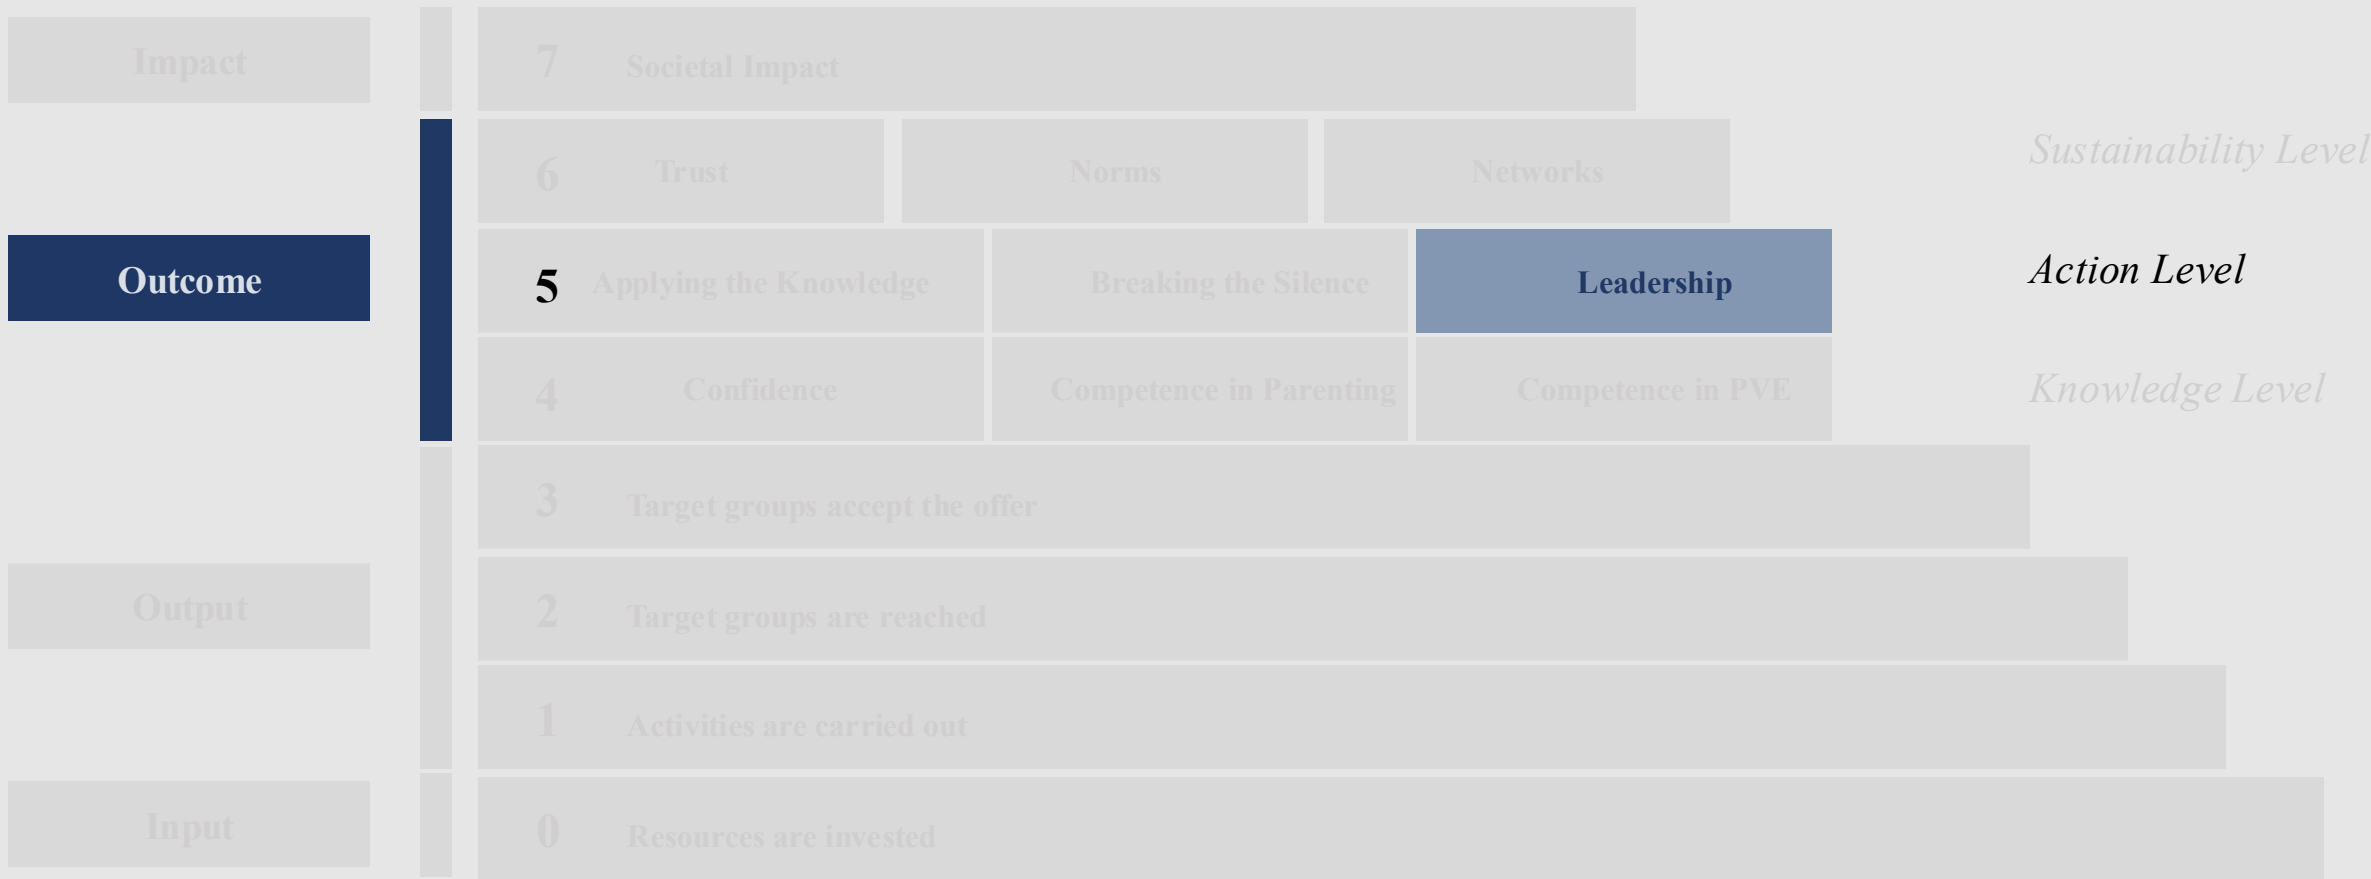 Impact
7 Societal Impact
6 Trust Norms Networks Sustainability Level
Outcome
5 Applying the Knowledge Breaking the Silence Leadership Action Level
4 Confidence Competence in Parenting Competence in PVE Knowledge Level
3 Target groups accept the offer
Output
2 Target groups are reached
1 Activities are carried out
Input
0 Resources are invested